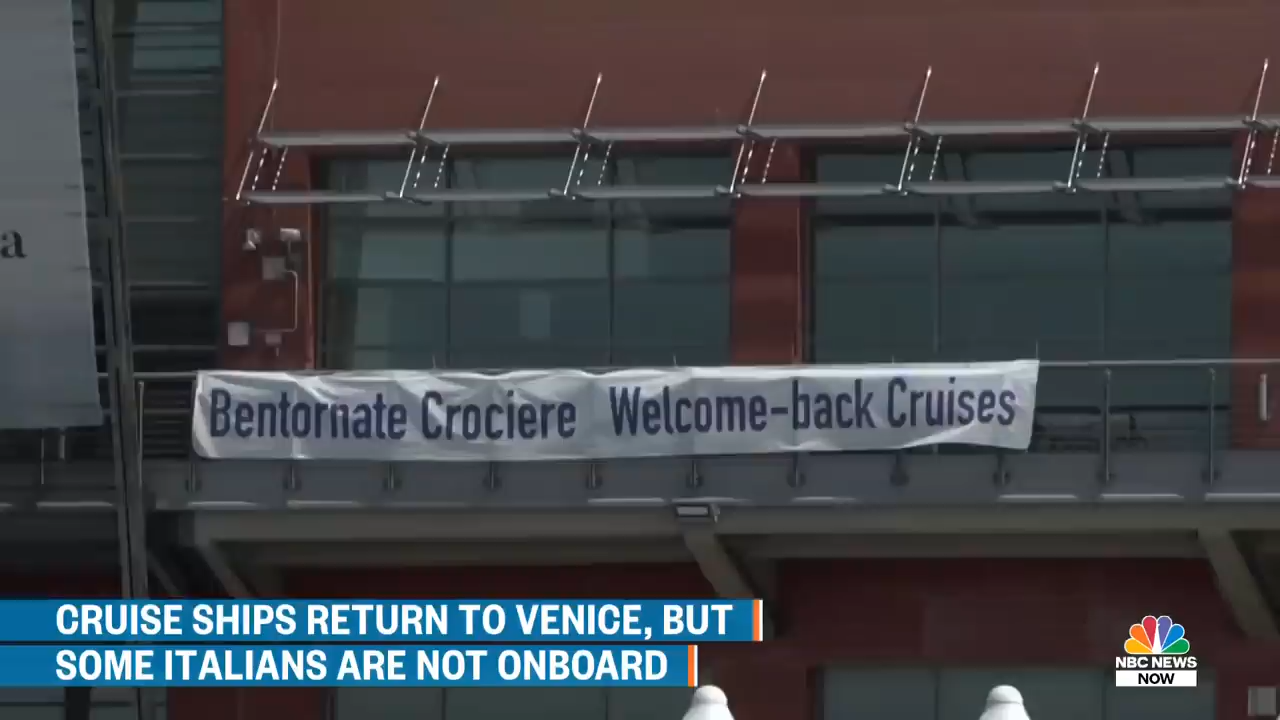 a
Bentornate Crociere Welcome-back Cruises
CRUISE SHIPS RETURN TO VENICE, BUT
SOME ITALIANS ARE NOT ONBOARD
NBC NEWS
NOW